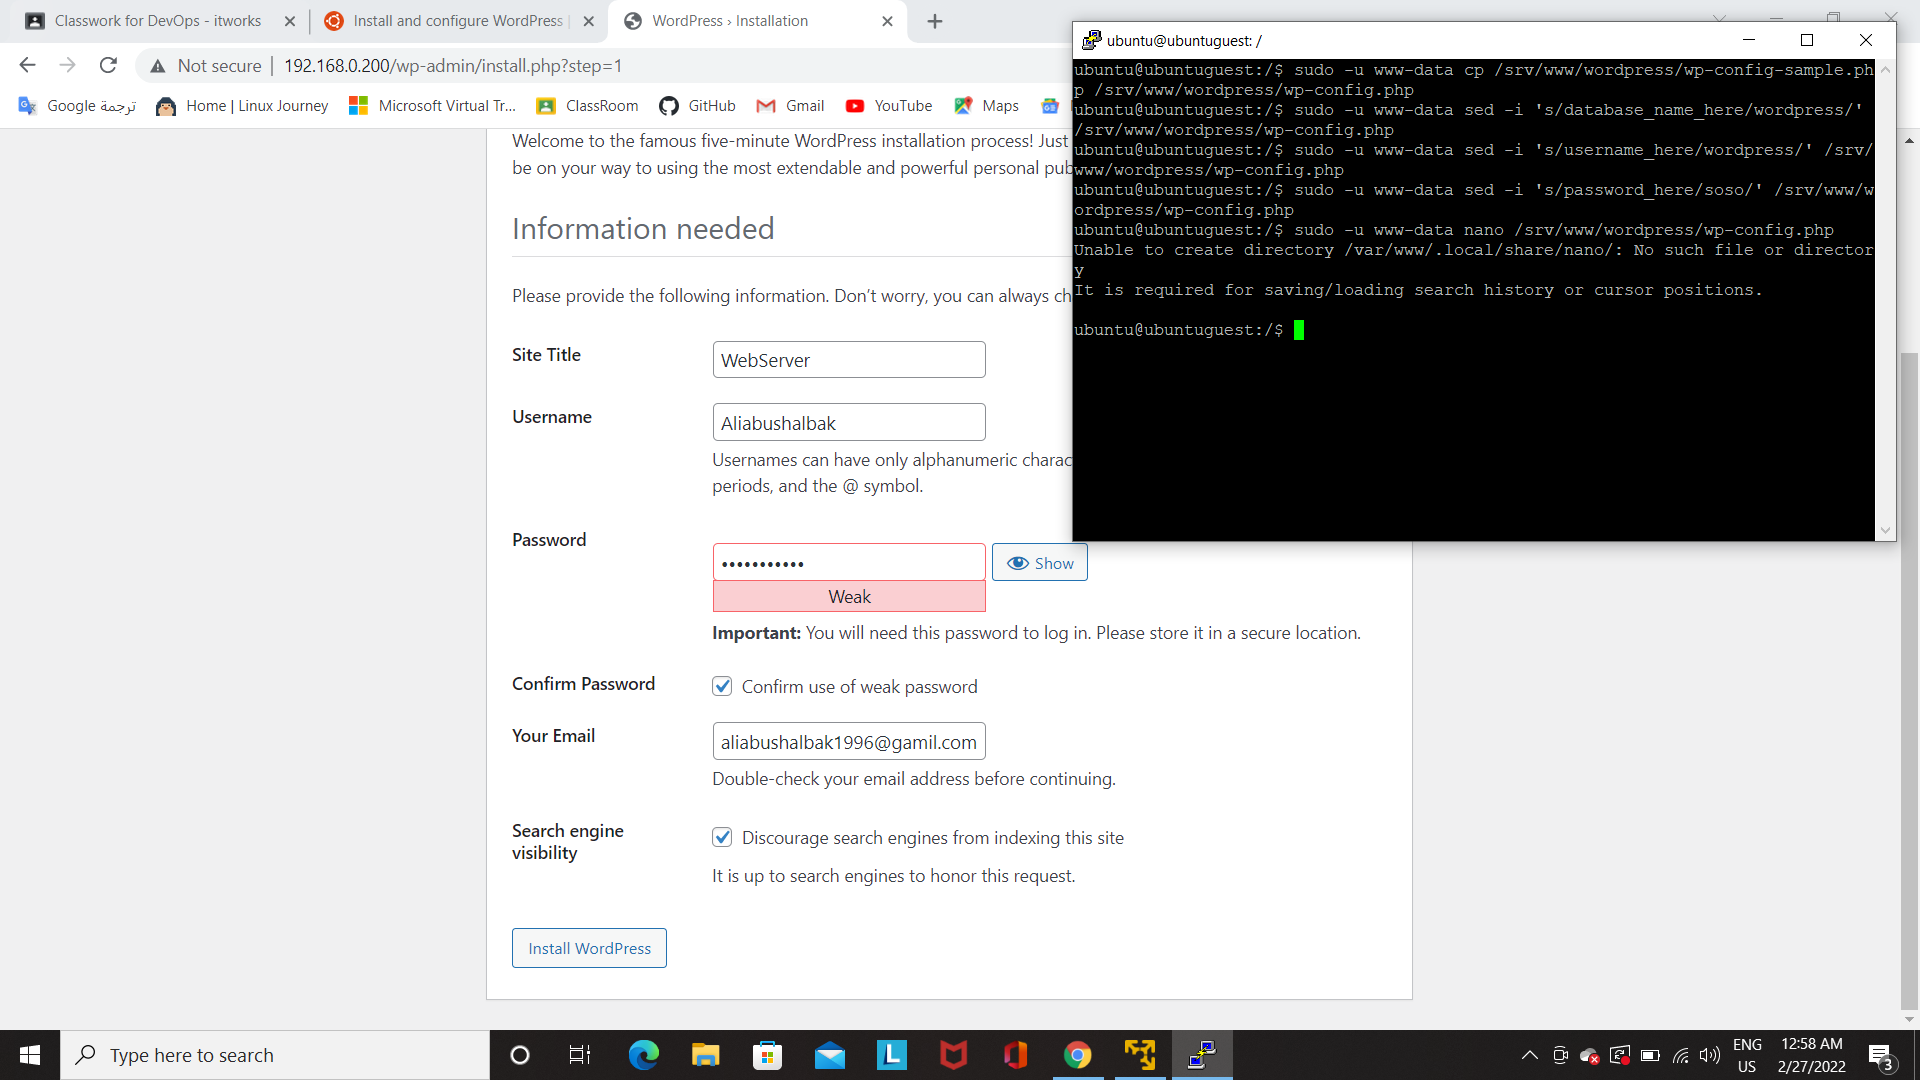 Classwork for DevOps - itworks
Install and configure WordPress |
WordPress › Installation
Not secure | 192.168.0.200/wp-admin/install.php?step=1
ترجمة Google
Home | Linux Journey
Microsoft Virtual Tr...
ClassRoom
GitHub
Gmail
YouTube
Maps
Welcome to the famous five-minute WordPress installation process! Just
be on your way to using the most extendable and powerful personal pub
Information needed
Please provide the following information. Don’t worry, you can always ch
Site Title
WebServer
Username
Aliabushalbak
Usernames can have only alphanumeric charac
periods, and the @ symbol.
Password
•••••••••••
Show
Weak
Important: You will need this password to log in. Please store it in a secure location.
Confirm Password
Confirm use of weak password
Your Email
aliabushalbak1996@gamil.com
Double-check your email address before continuing.
Search engine
visibility
Discourage search engines from indexing this site
It is up to search engines to honor this request.
Install WordPress
ubuntu@ubuntuguest: /
ubuntu@ubuntuguest:/$ sudo -u www-data cp /srv/www/wordpress/wp-config-sample.ph
p /srv/www/wordpress/wp-config.php
ubuntu@ubuntuguest:/$ sudo -u www-data sed -i 's/database_name_here/wordpress/'
/srv/www/wordpress/wp-config.php
ubuntu@ubuntuguest:/$ sudo -u www-data sed -i 's/username_here/wordpress/' /srv/
www/wordpress/wp-config.php
ubuntu@ubuntuguest:/$ sudo -u www-data sed -i 's/password_here/soso/' /srv/www/w
ordpress/wp-config.php
ubuntu@ubuntuguest:/$ sudo -u www-data nano /srv/www/wordpress/wp-config.php
Unable to create directory /var/www/.local/share/nano/: No such file or director
y
It is required for saving/loading search history or cursor positions.
ubuntu@ubuntuguest:/$
Type here to search
L
ENG
US
12:58 AM
2/27/2022
3